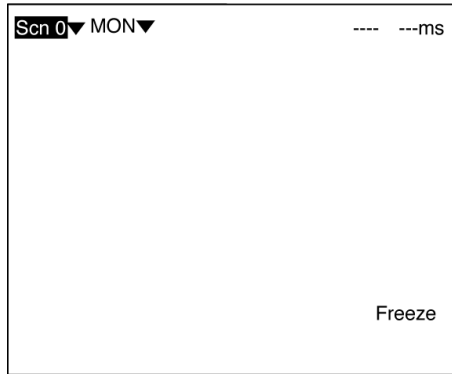 Scn 0▼ MON▼ ---- ---ms
Freeze